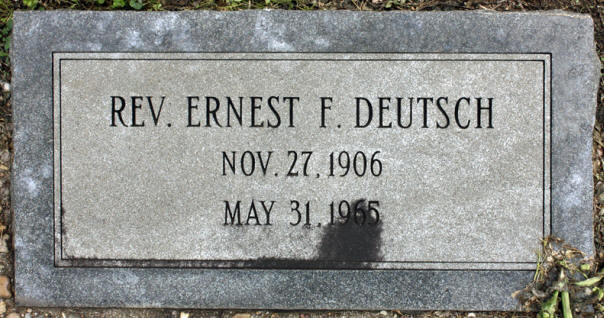 REV. ERNEST F. DEUTSCH
NOV. 27, 1906
MAY 31, 1965